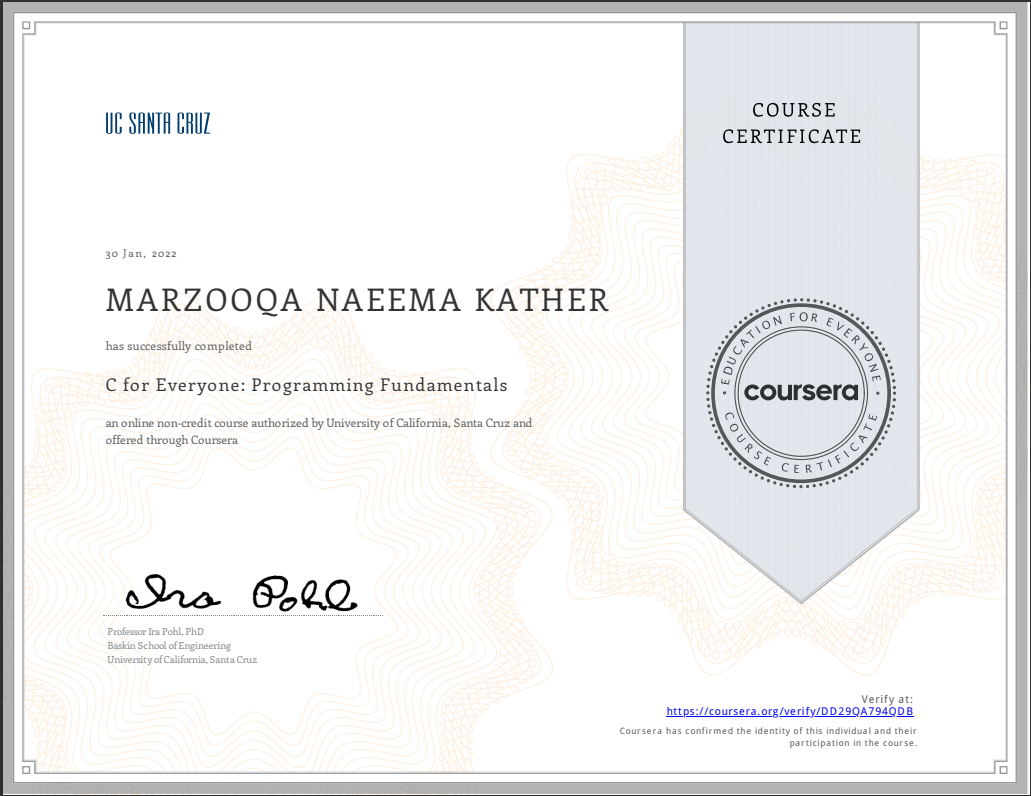 UC SANTA CRUZ
COURSE
CERTIFICATE
30 Jan, 2022
MARZOOQA NAEEMA KATHER
has successfully completed
C for Everyone: Programming Fundamentals
an online non-credit course authorized by University of California, Santa Cruz and
offered through Coursera
EDUCATION FOR EVERYONE
coursera
COURSE CERTIFICATE
Ira Pohl
Professor Ira Pohl, PhD
Baskin School of Engineering
University of California, Santa Cruz
Verify at:
https://coursera.org/verify/DD29QA794QDB
Coursera has confirmed the identity of this individual and their
participation in the course.